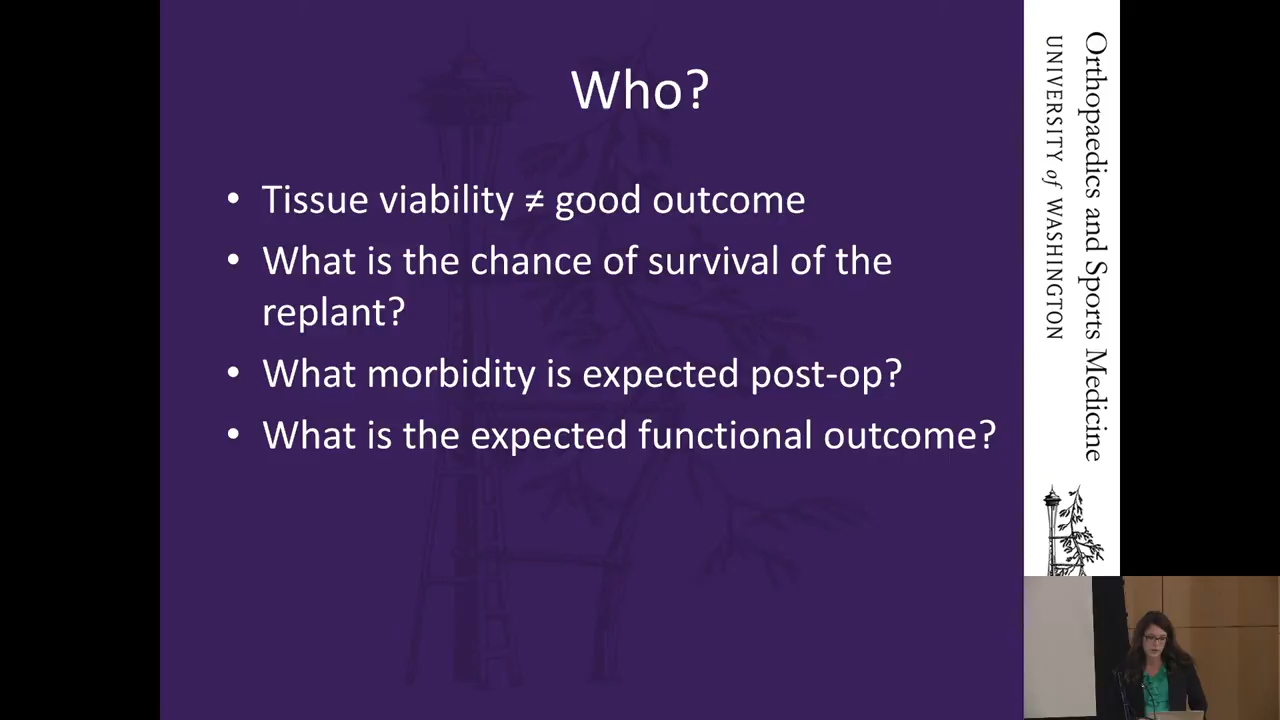 Who?
• Tissue viability ≠ good outcome
• What is the chance of survival of the
replant?
• What morbidity is expected post-op?
• What is the expected functional outcome?
Orthopaedics and Sports Medicine
UNIVERSITY of WASHINGTON